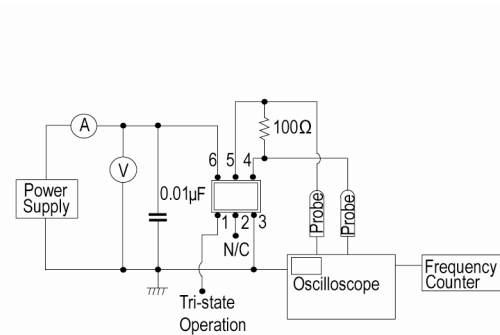 A
100Ω
6 5 4
V
Power
Supply
0.01µF
Probe
Probe
1 2 3
N/C
Oscilloscope
Frequency
Counter
Tri-state
Operation